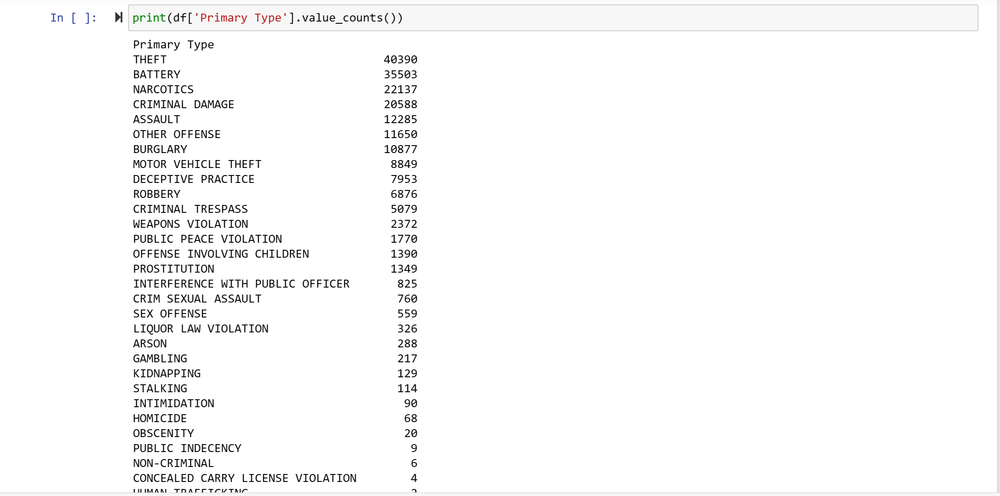 In [ ]: print(df['Primary Type'].value_counts())
Primary Type
THEFT 40390
BATTERY 35503
NARCOTICS 22137
CRIMINAL DAMAGE 20588
ASSAULT 12285
OTHER OFFENSE 11650
BURGLARY 10877
MOTOR VEHICLE THEFT 8849
DECEPTIVE PRACTICE 7953
ROBBERY 6876
CRIMINAL TRESPASS 5079
WEAPONS VIOLATION 2372
PUBLIC PEACE VIOLATION 1770
OFFENSE INVOLVING CHILDREN 1390
PROSTITUTION 1349
INTERFERENCE WITH PUBLIC OFFICER 825
CRIM SEXUAL ASSAULT 760
SEX OFFENSE 559
LIQUOR LAW VIOLATION 326
ARSON 288
GAMBLING 217
KIDNAPPING 129
STALKING 114
INTIMIDATION 90
HOMICIDE 68
OBSCENITY 20
PUBLIC INDECENCY 9
NON-CRIMINAL 6
CONCEALED CARRY LICENSE VIOLATION 4
HUMAN TRAFFICKING